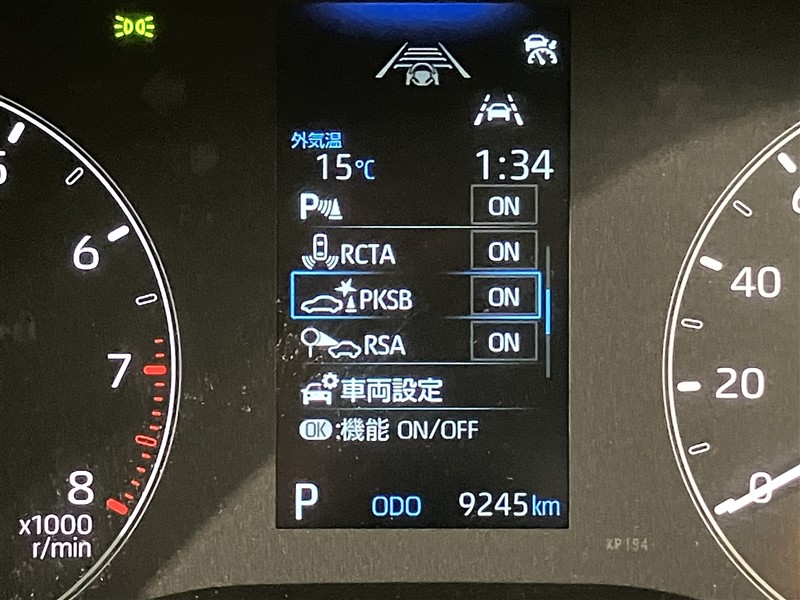 外気温
15℃ 1:34
P ON
RCTA ON
PKSB ON
RSA ON
車両設定
OK:機能 ON/OFF
P ODO 9245km
6
7
8
x1000
r/min
40
20
0
XP194